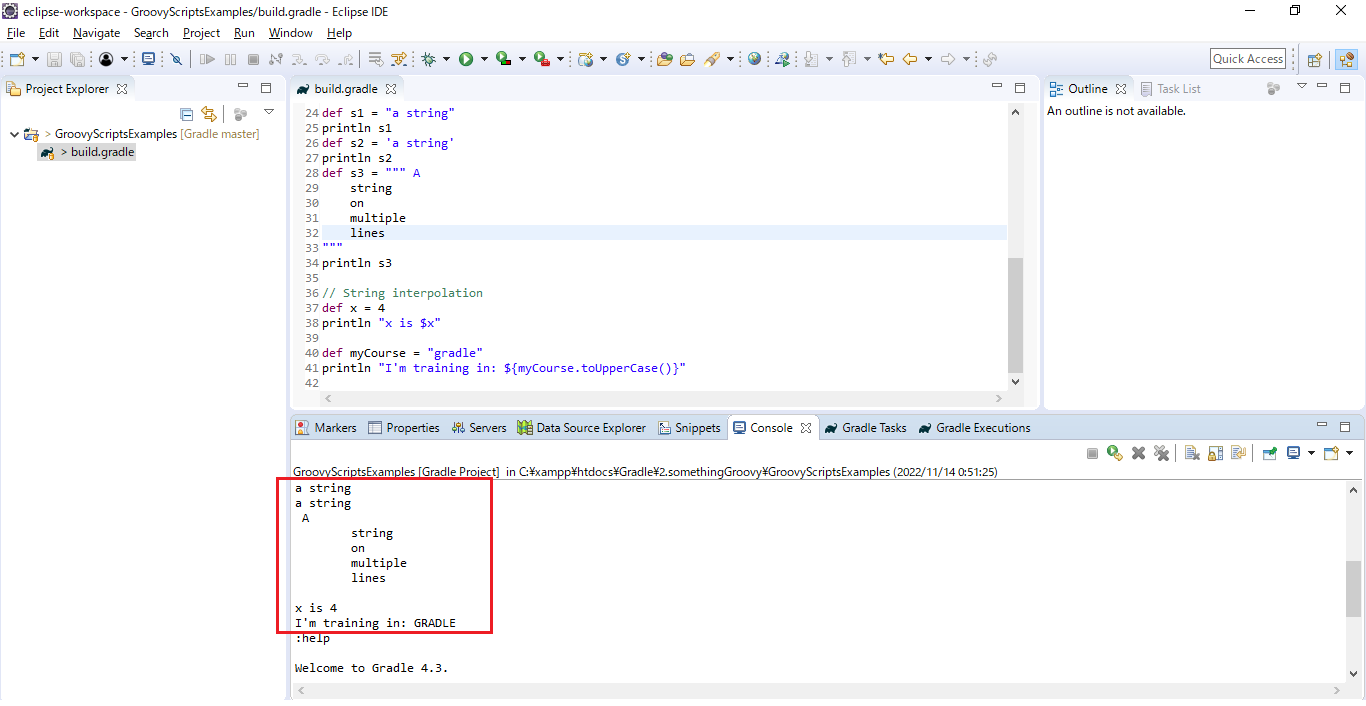 eclipse-workspace - GroovyScriptsExamples/build.gradle - Eclipse IDE
File Edit Navigate Search Project Run Window Help
Quick Access
Project Explorer
> GroovyScriptsExamples [Gradle master]
> build.gradle
build.gradle
24 def s1 = "a string"
25 println s1
26 def s2 = 'a string'
27 println s2
28 def s3 = """ A
29     string
30     on
31     multiple
32     lines
33 """
34 println s3
35
36 // String interpolation
37 def x = 4
38 println "x is $x"
39
40 def myCourse = "gradle"
41 println "I'm training in: ${myCourse.toUpperCase()}"
42
Outline Task List
An outline is not available.
Markers Properties Servers Data Source Explorer Snippets Console Gradle Tasks Gradle Executions
GroovyScriptsExamples [Gradle Project] in C:¥xampp¥htdocs¥Gradle¥2.somethingGroovy¥GroovyScriptsExamples (2022/11/14 0:51:25)
a string
a string
 A
        string
        on
        multiple
        lines
x is 4
I'm training in: GRADLE
:help
Welcome to Gradle 4.3.